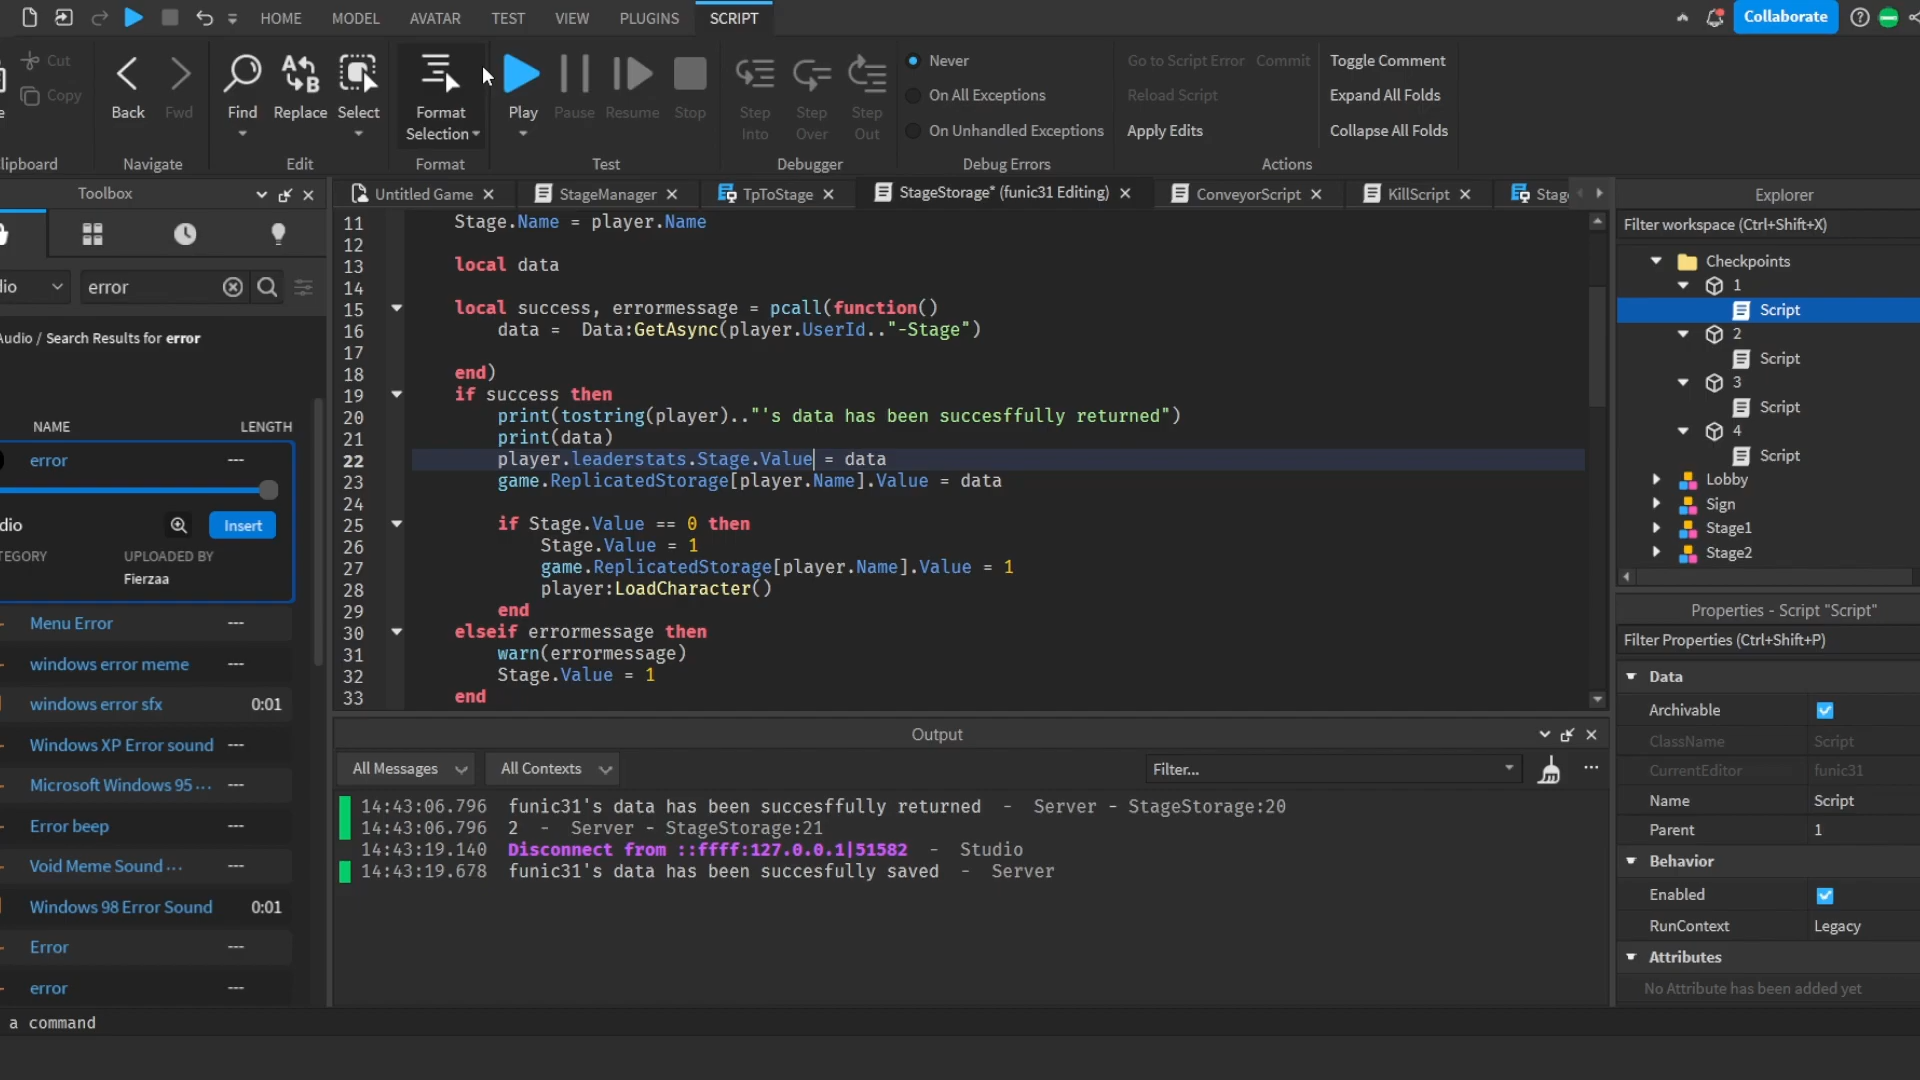 HOME MODEL AVATAR TEST VIEW PLUGINS SCRIPT Collaborate
Cut
Copy
Back Fwd
Find Replace Select
Format Selection
Play Pause Resume Stop
Step Into Step Over Step Out
Never
On All Exceptions
On Unhandled Exceptions
Go to Script Error Commit
Reload Script
Apply Edits
Toggle Comment
Expand All Folds
Collapse All Folds
lipboard Navigate Edit Format Test Debugger Debug Errors Actions
Toolbox
Untitled Game StageManager TpToStage StageStorage* (funic31 Editing) ConveyorScript KillScript Stag
dio error
Audio / Search Results for error
NAME LENGTH
error ---
dio Insert
TEGORY UPLOADED BY
Fierzaa
Menu Error ---
windows error meme ---
windows error sfx 0:01
Windows XP Error sound ---
Microsoft Windows 95 ... ---
Error beep ---
Void Meme Sound ... ---
Windows 98 Error Sound 0:01
Error ---
error ---
11 Stage.Name = player.Name
12
13 local data
14
15 local success, errormessage = pcall(function()
16 data =  Data:GetAsync(player.UserId.."-Stage")
17
18 end)
19 if success then
20 print(tostring(player).."'s data has been succesffully returned")
21 print(data)
22 player.leaderstats.Stage.Value = data
23 game.ReplicatedStorage[player.Name].Value = data
24
25 if Stage.Value == 0 then
26 Stage.Value = 1
27 game.ReplicatedStorage[player.Name].Value = 1
28 player:LoadCharacter()
29 end
30 elseif errormessage then
31 warn(errormessage)
32 Stage.Value = 1
33 end
Output
All Messages All Contexts Filter... ...
14:43:06.796 funic31's data has been succesffully returned - Server - StageStorage:20
14:43:06.796 2 - Server - StageStorage:21
14:43:19.140 Disconnect from ::ffff:127.0.0.1|51582 - Studio
14:43:19.678 funic31's data has been succesfully saved - Server
Explorer
Filter workspace (Ctrl+Shift+X)
Checkpoints
1
Script
2
Script
3
Script
4
Script
Lobby
Sign
Stage1
Stage2
Properties - Script "Script"
Filter Properties (Ctrl+Shift+P)
Data
Archivable
ClassName Script
CurrentEditor funic31
Name Script
Parent 1
Behavior
Enabled
RunContext Legacy
Attributes
No Attribute has been added yet
a command